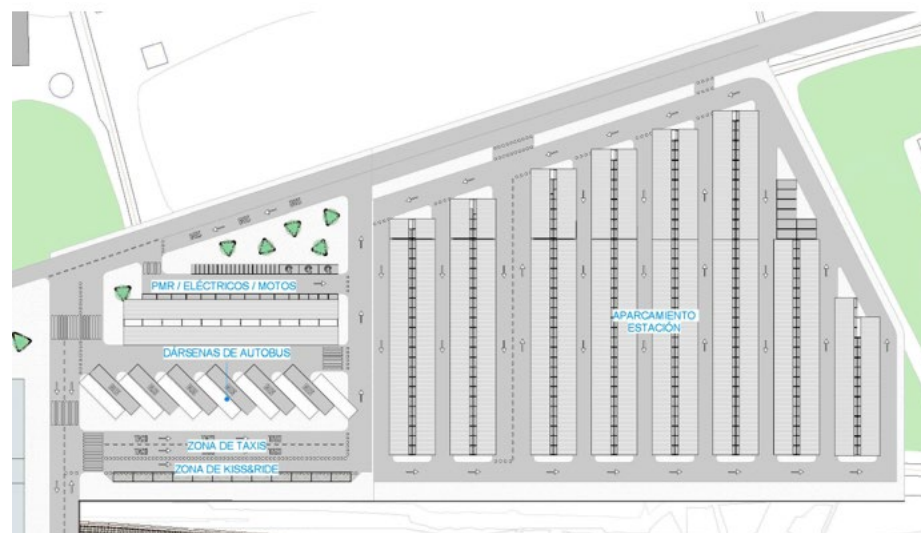 PMR / ELÉCTRICOS / MOTOS
DÁRSENAS DE AUTOBUS
ZONA DE TAXIS
ZONA DE KISS&RIDE
APARCAMIENTO
ESTACIÓN